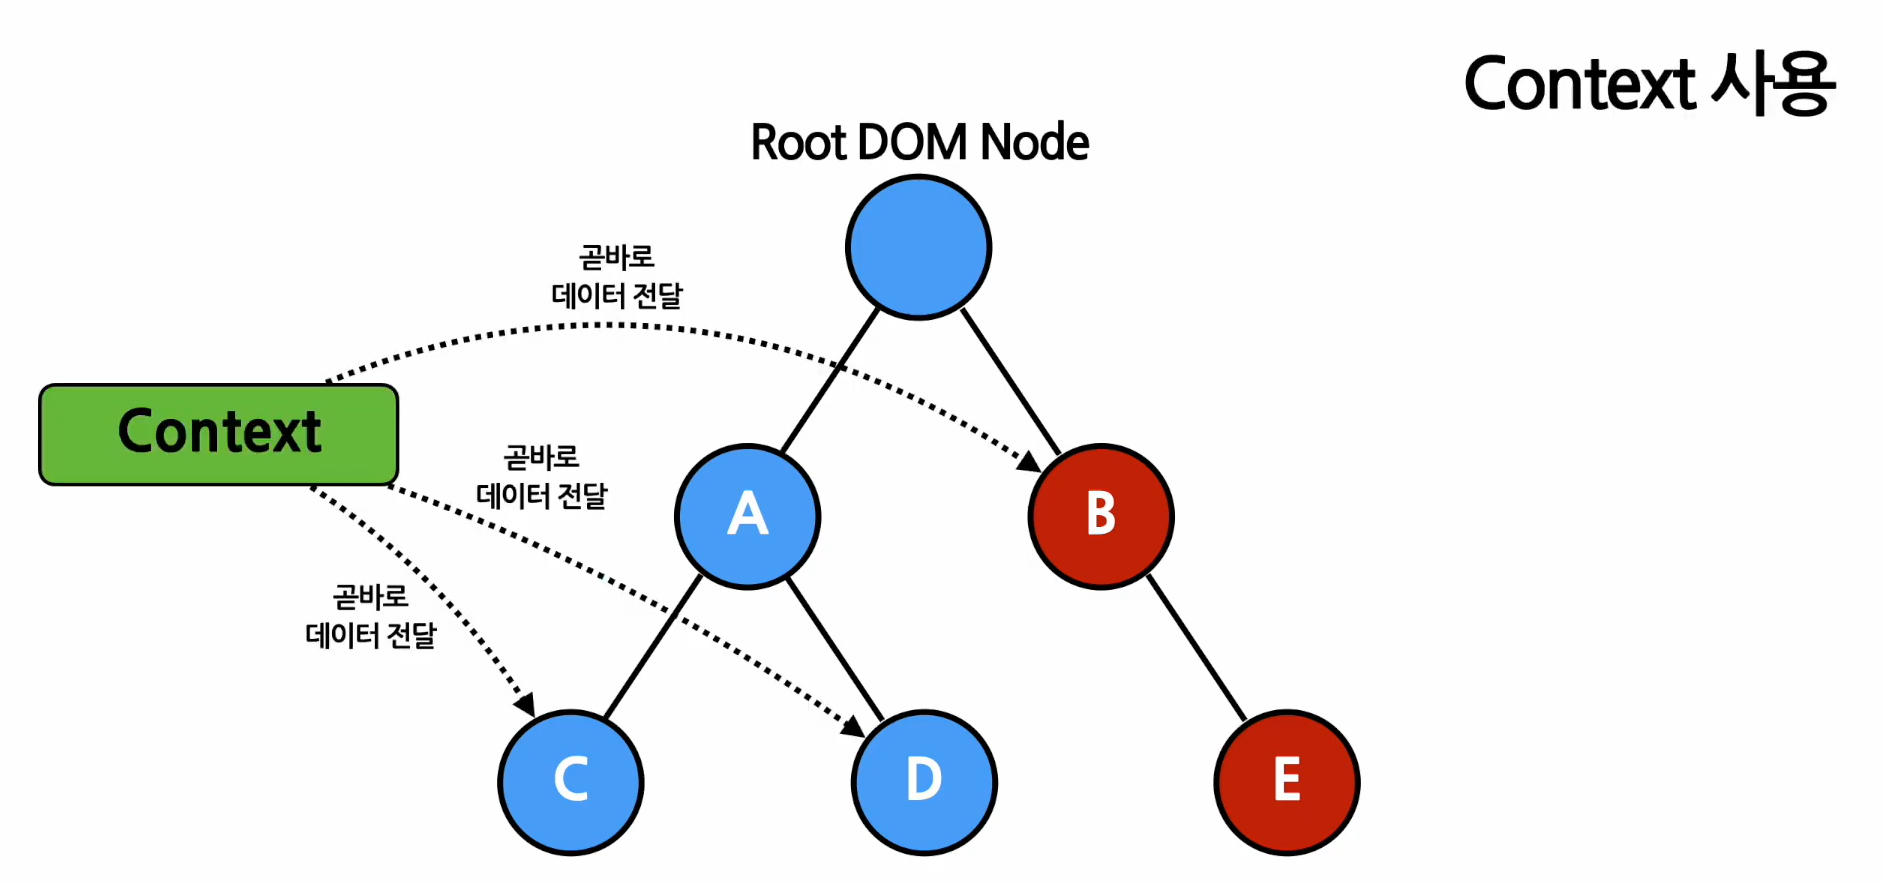 Context 사용
Root DOM Node
곧바로
데이터 전달
Context
곧바로
데이터 전달
A
B
곧바로
데이터 전달
C
D
E